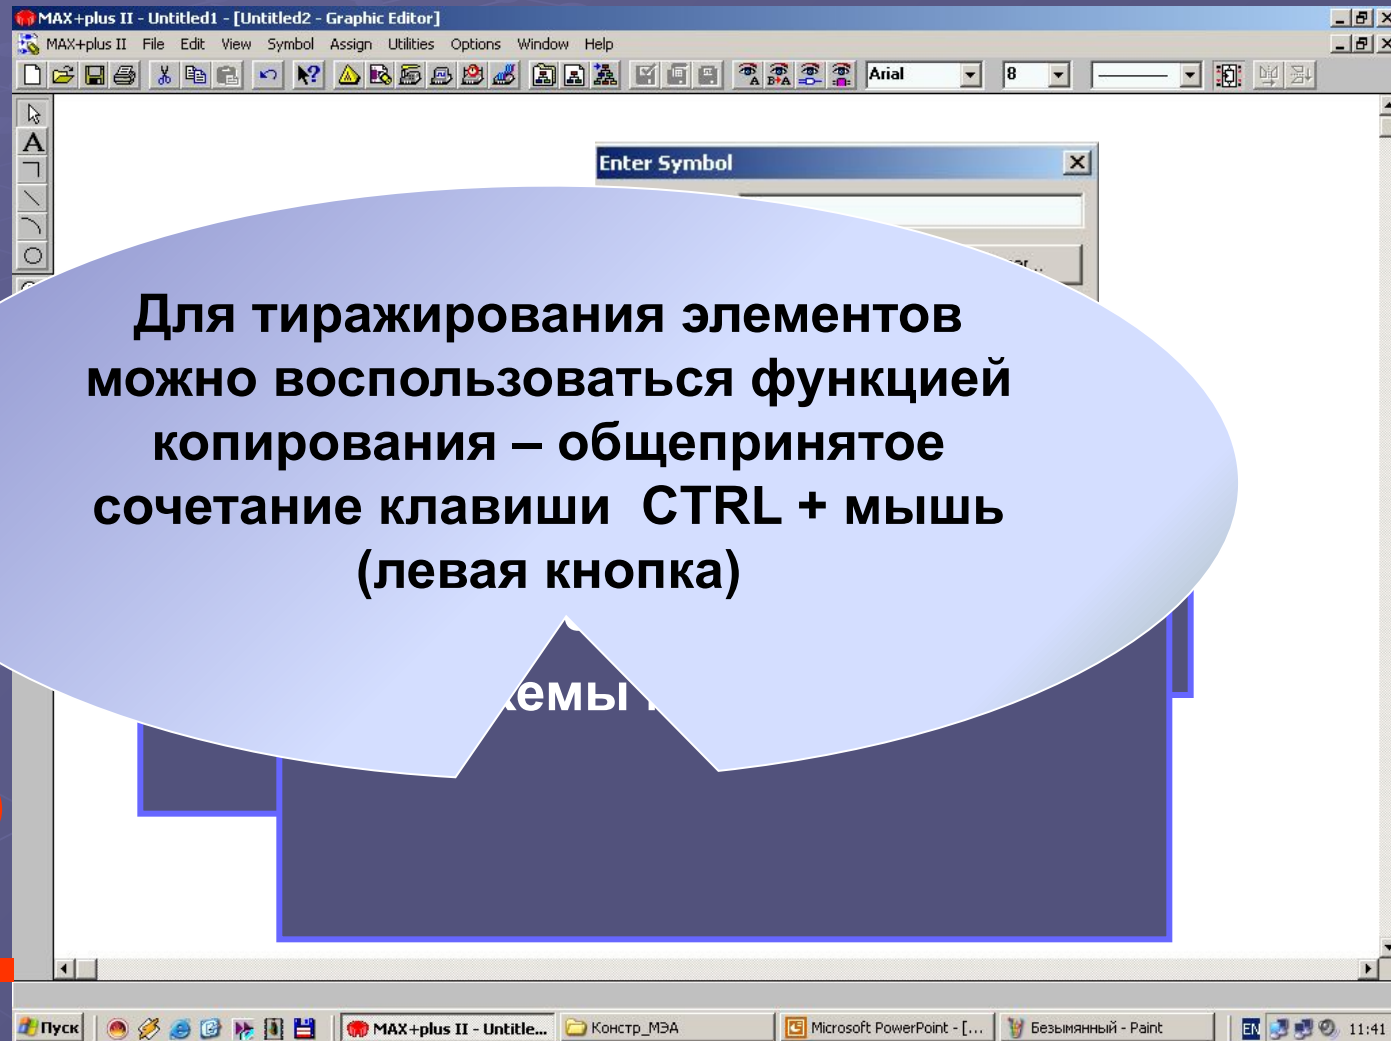 MAX+plus II - Untitled1 - [Untitled2 - Graphic Editor]
MAX+plus II File Edit View Symbol Assign Utilities Options Window Help
Arial 8
A
Enter Symbol
Для тиражирования элементов
можно воспользоваться функцией
копирования – общепринятое
сочетание клавиши CTRL + мышь
(левая кнопка)
Пуск MAX+plus II - Untitle... Констр_МЭА Microsoft PowerPoint - [... Безымянный - Paint EN 11:41